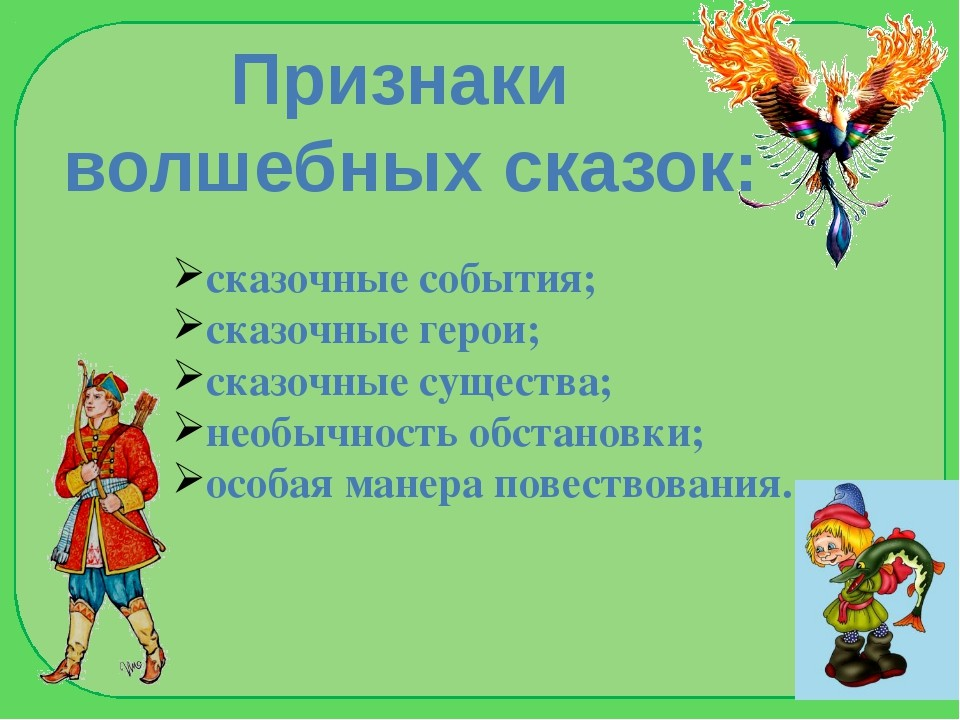 Признаки
волшебных сказок:
сказочные события;
сказочные герои;
сказочные существа;
необычность обстановки;
особая манера повествования.